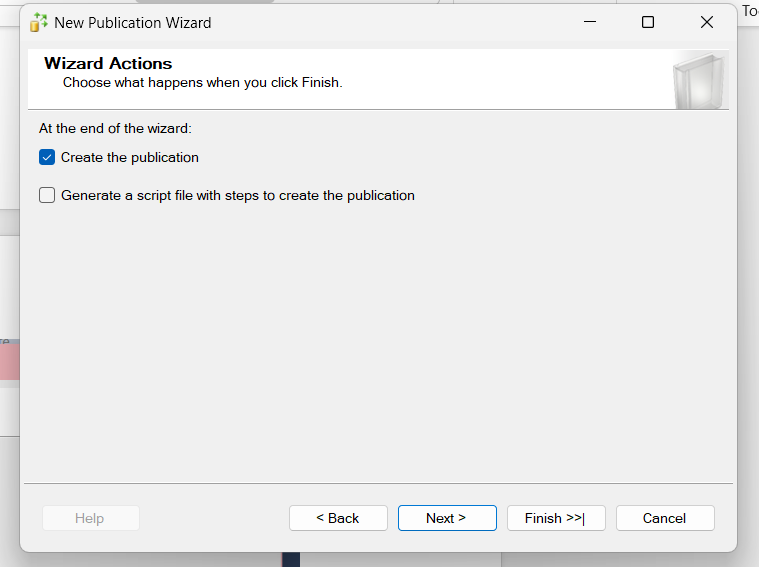 New Publication Wizard
Wizard Actions
Choose what happens when you click Finish.
At the end of the wizard:
Create the publication
Generate a script file with steps to create the publication
Help
< Back
Next >
Finish >>|
Cancel